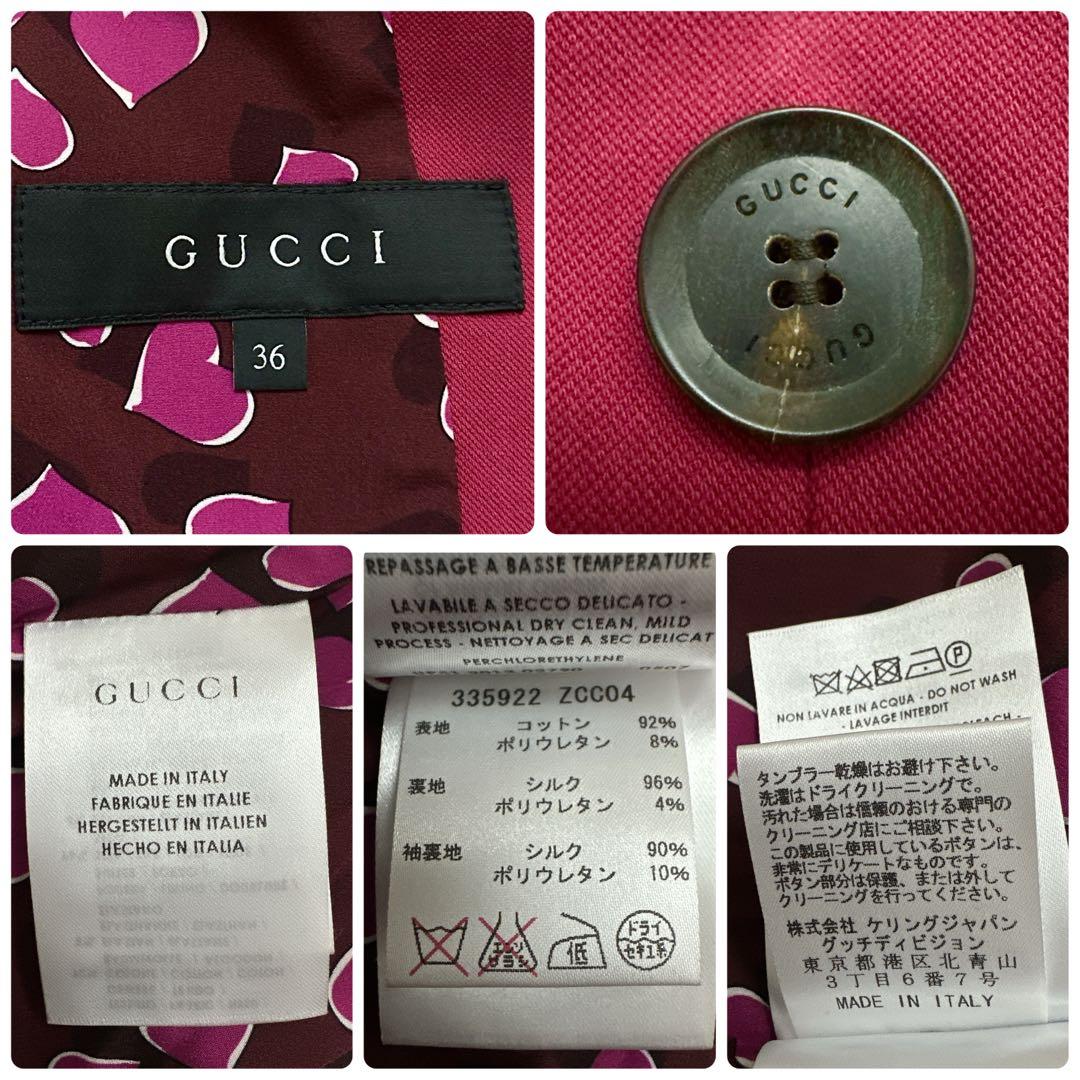 GUCCI
36
GUCCI
GUCCI
GUCCI
MADE IN ITALY
FABRIQUE EN ITALIE
HERGESTELLT IN ITALIEN
HECHO EN ITALIA
REPASSAGE A BASSE TEMPERATURE
LAVABILE A SECCO DELICATO -
PROFESSIONAL DRY CLEAN, MILD
PROCESS - NETTOYAGE A SEC DELICAT
PERCHLORETHYLENE
335922 ZCC04
表地 コットン 92%
ポリウレタン 8%
裏地 シルク 96%
ポリウレタン 4%
袖裏地 シルク 90%
ポリウレタン 10%
エンソ
ビラシ
低
ドライ
セキユ系
P
NON LAVARE IN ACQUA - DO NOT WASH
- LAVAGE INTERDIT
BLEACH -
タンブラー乾燥はお避け下さい。
洗濯はドライクリーニングで。
汚れた場合は信頼のおける専門の
クリーニング店にご相談下さい。
この製品に使用しているボタンは、
非常にデリケートなものです。
ボタン部分は保護、または外して
クリーニングを行ってください。
株式会社 ケリングジャパン
グッチディビジョン
東京都港区北青山
3丁目6番7号
MADE IN ITALY